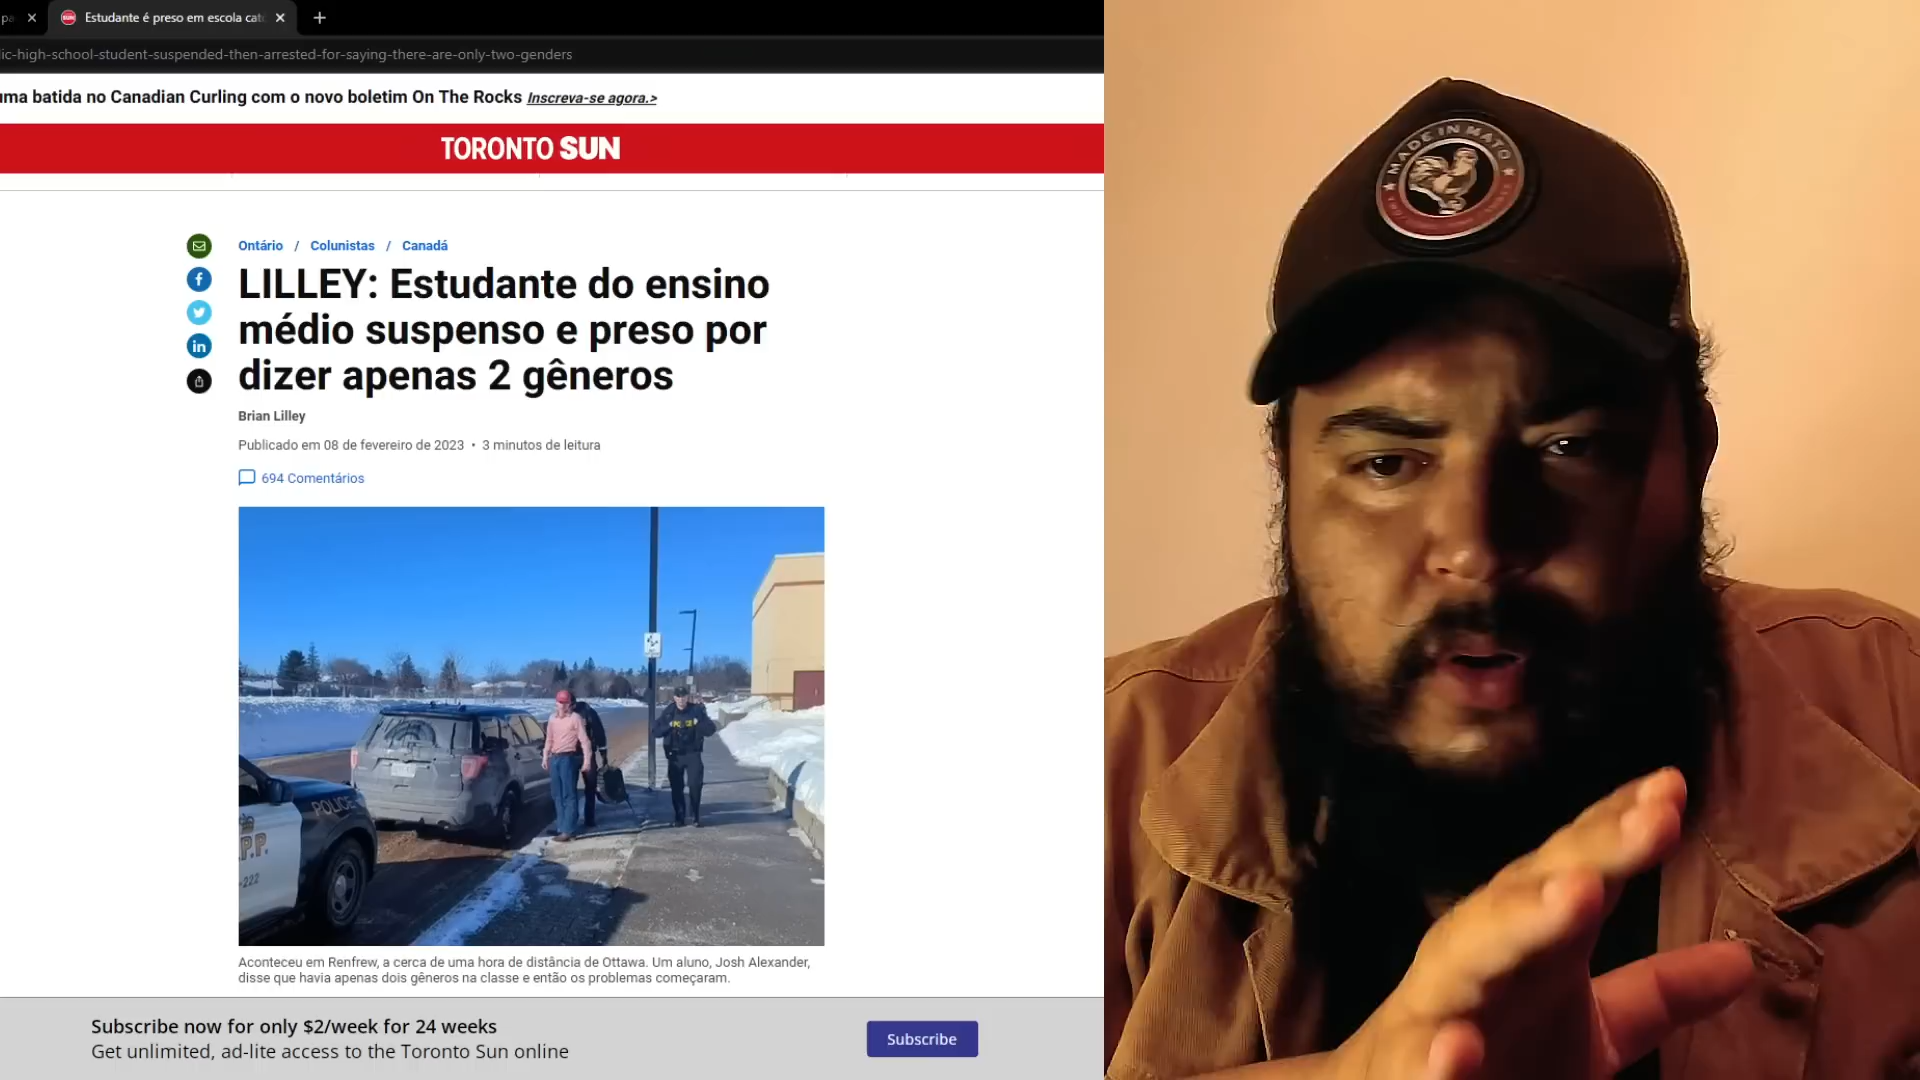 Estudante é preso em escola cat
ic-high-school-student-suspended-then-arrested-for-saying-there-are-only-two-genders
uma batida no Canadian Curling com o novo boletim On The Rocks Inscreva-se agora.>
TORONTO SUN
Ontário / Colunistas / Canadá
LILLEY: Estudante do ensino
médio suspenso e preso por
dizer apenas 2 gêneros
Brian Lilley
Publicado em 08 de fevereiro de 2023 • 3 minutos de leitura
694 Comentários
POLICE
P.P.
-222
POLICE
Aconteceu em Renfrew, a cerca de uma hora de distância de Ottawa. Um aluno, Josh Alexander,
disse que havia apenas dois gêneros na classe e então os problemas começaram.
Subscribe now for only $2/week for 24 weeks
Get unlimited, ad-lite access to the Toronto Sun online
Subscribe
MADE IN MATO